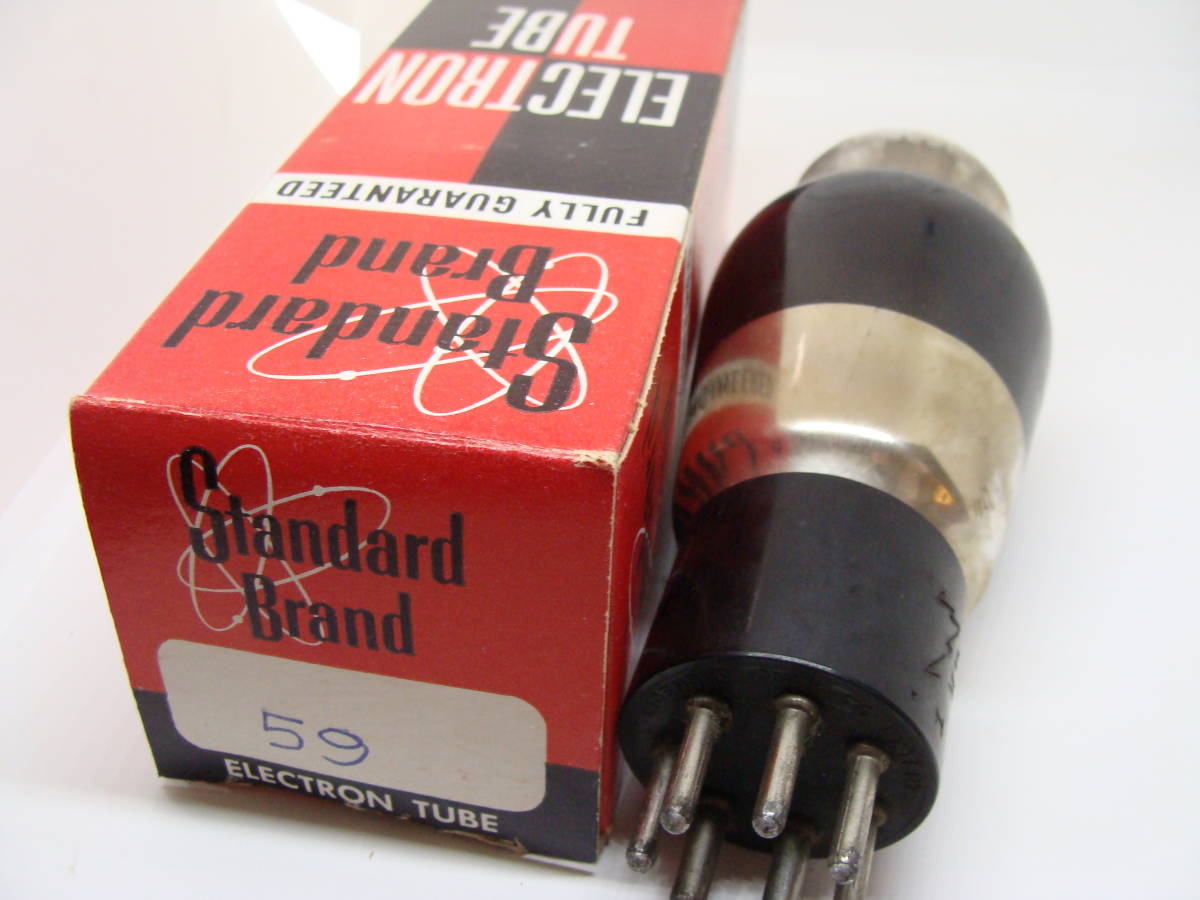 ELECTRON
TUBE
FULLY GUARANTEED
Standard
Brand
Standard
Brand
59
ELECTRON TUBE